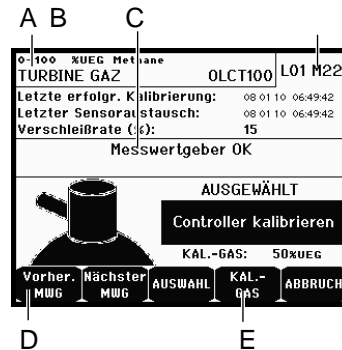 A B C
0-100 %UEG Methane
TURBINE GAZ OLCT100 L01 M22
Letzte erfolgr. Kalibrierung: 08 01 10 06:49:42
Letzter Sensoraustausch: 08 01 10 06:49:42
Verschleißrate (%): 15
Messwertgeber OK
AUSGEWÄHLT
Controller kalibrieren
KAL.-GAS: 50%UEG
Vorher. MWG Nächster MWG AUSWAHL KAL.-GAS ABBRUCH
D E